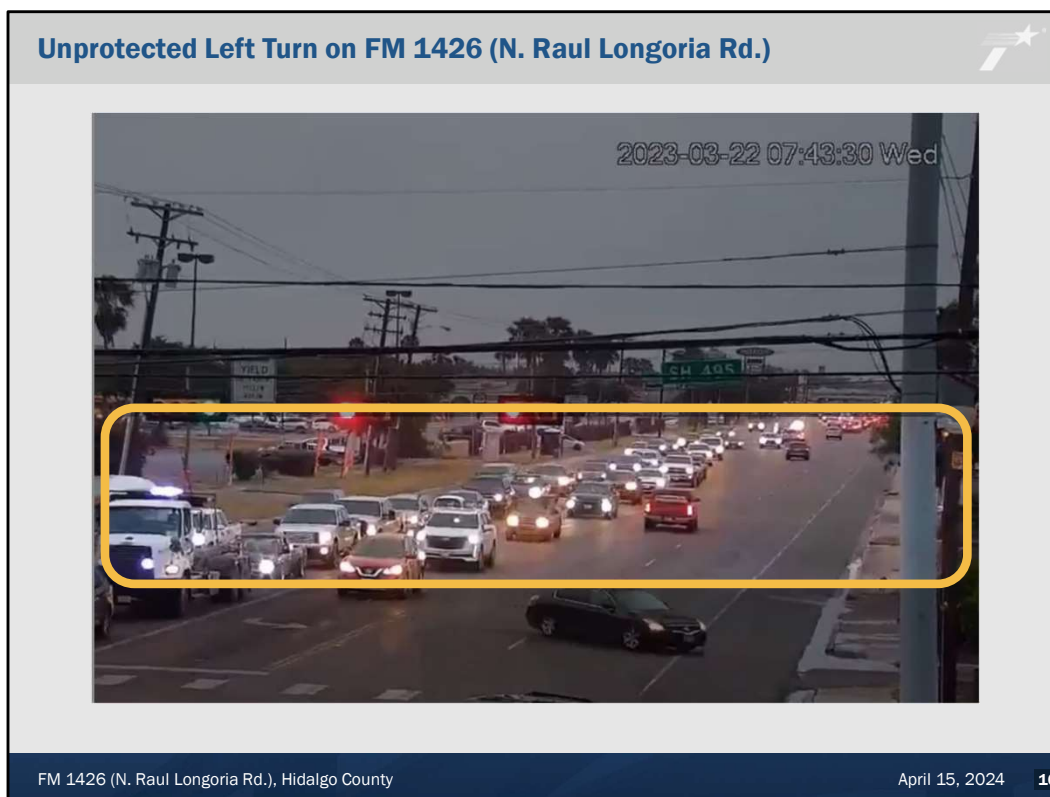 Unprotected Left Turn on FM 1426 (N. Raul Longoria Rd.)
2023-03-22 07:43:30 Wed
YIELD
SH 495
FM 1426 (N. Raul Longoria Rd.), Hidalgo County
April 15, 2024